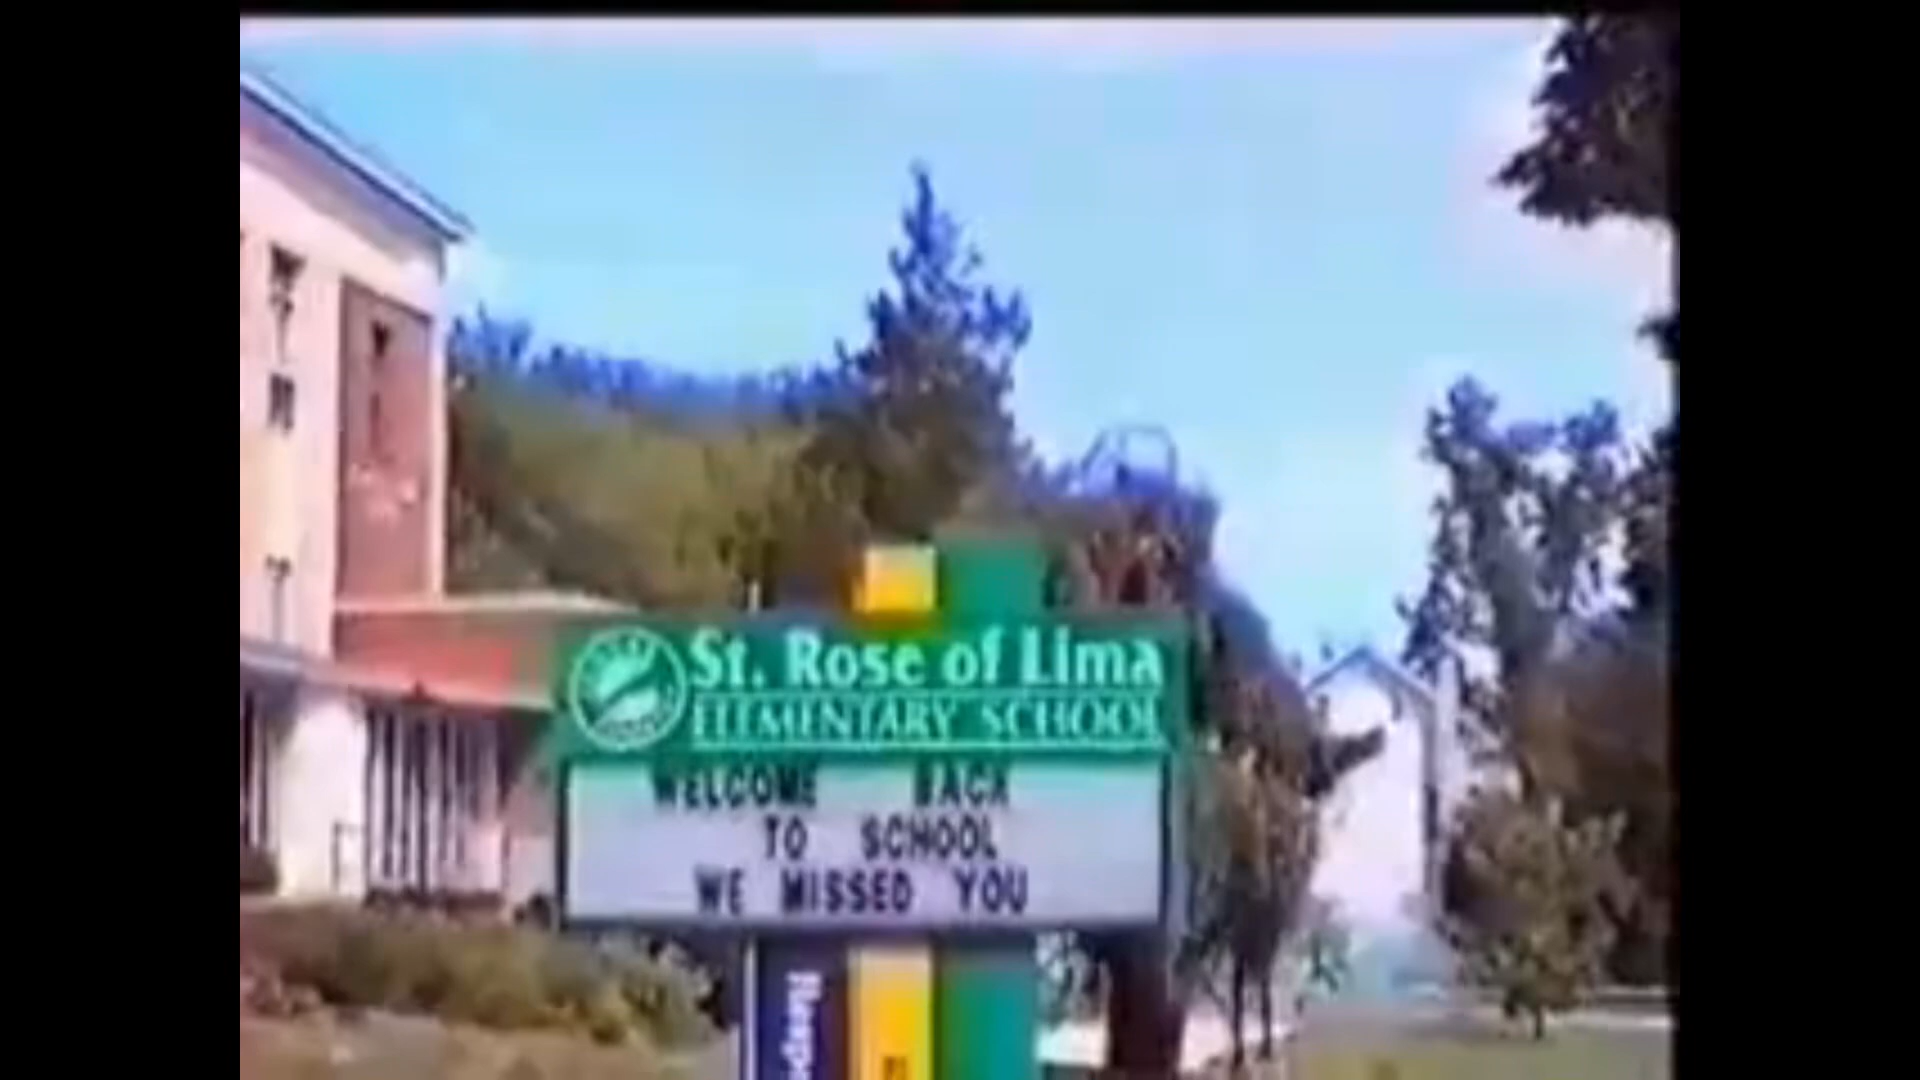 St. Rose of Lima
ELEMENTARY SCHOOL
WELCOME BACK
TO SCHOOL
WE MISSED YOU